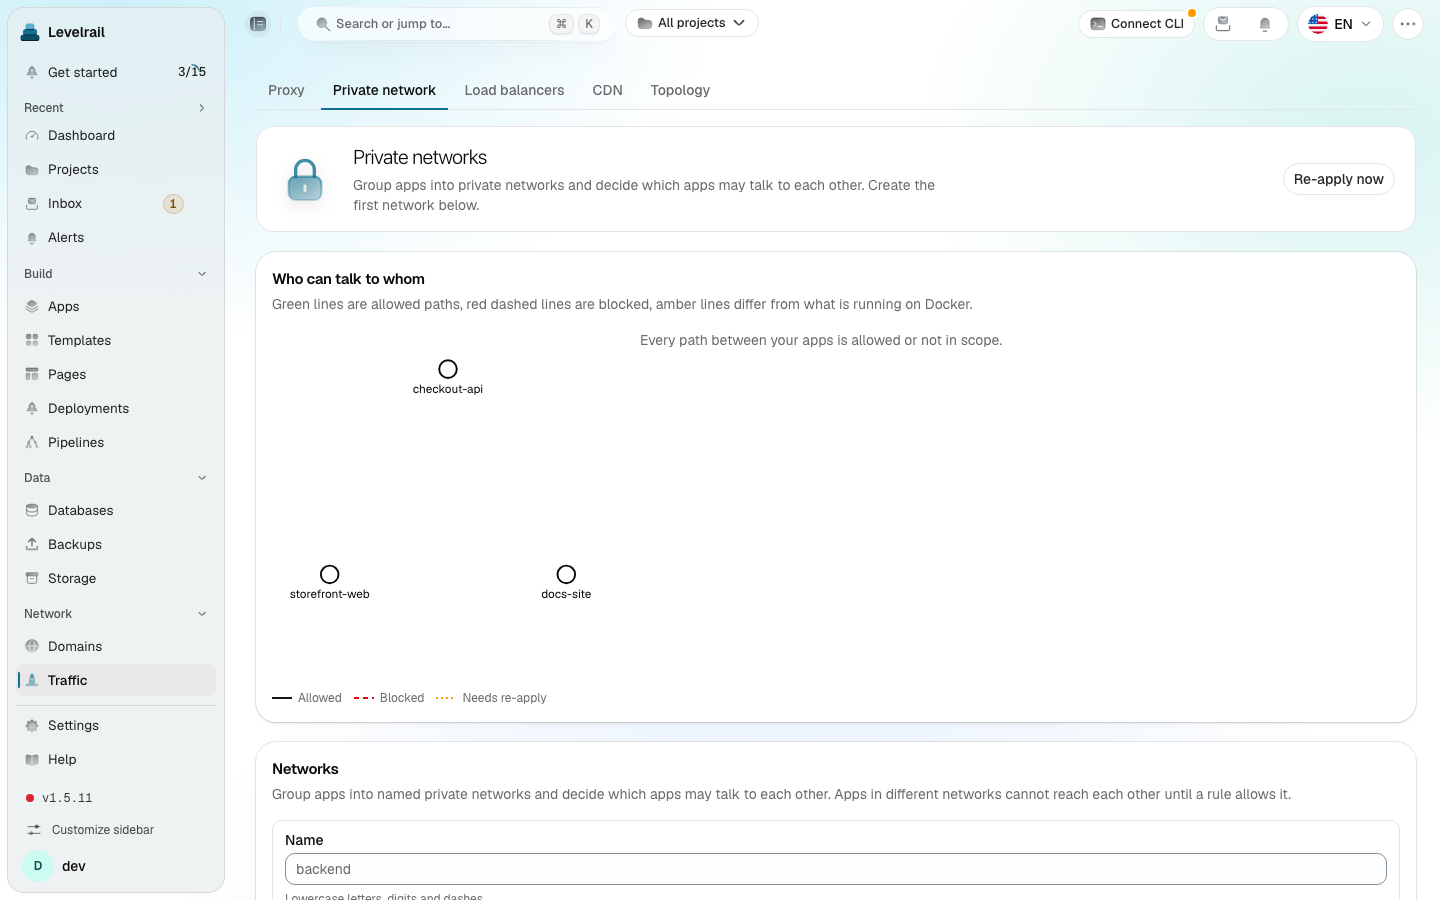 Levelrail
Get started 3/15
Recent
Dashboard
Projects
Inbox 1
Alerts
Build
Apps
Templates
Pages
Deployments
Pipelines
Data
Databases
Backups
Storage
Network
Domains
Traffic
Settings
Help
v1.5.11
Customize sidebar
D dev
Search or jump to... ⌘ K
All projects
Connect CLI
EN
Proxy Private network Load balancers CDN Topology
Private networks
Group apps into private networks and decide which apps may talk to each other. Create the
first network below.
Re-apply now
Who can talk to whom
Green lines are allowed paths, red dashed lines are blocked, amber lines differ from what is running on Docker.
Every path between your apps is allowed or not in scope.
checkout-api
storefront-web docs-site
Allowed Blocked Needs re-apply
Networks
Group apps into named private networks and decide which apps may talk to each other. Apps in different networks cannot reach each other until a rule allows it.
Name
backend
Lowercase letters, digits and dashes.